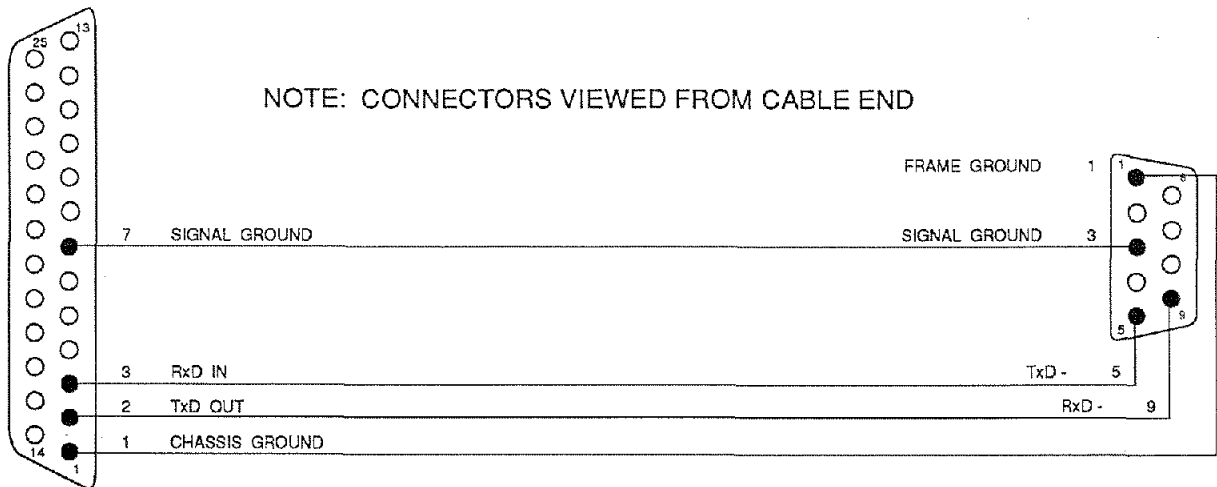 25 13
NOTE: CONNECTORS VIEWED FROM CABLE END
FRAME GROUND 1 1 6
7 SIGNAL GROUND SIGNAL GROUND 3
5 9
3 RxD IN TxD - 5
2 TxD OUT RxD - 9
1 CHASSIS GROUND
14 1